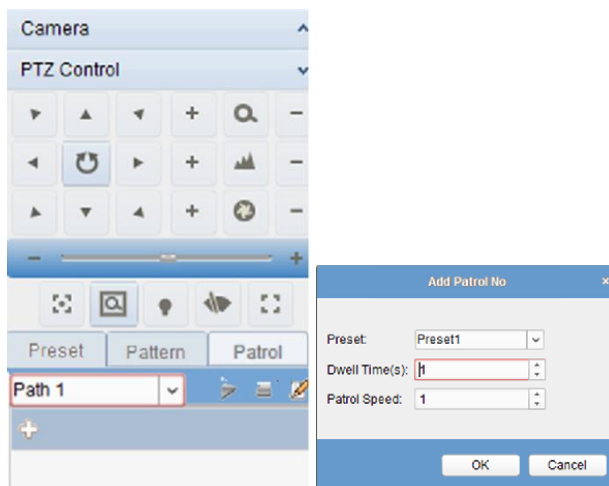 Camera
PTZ Control
Preset Pattern Patrol
Path 1
Add Patrol No
Preset: Preset1
Dwell Time(s): 1
Patrol Speed: 1
OK Cancel